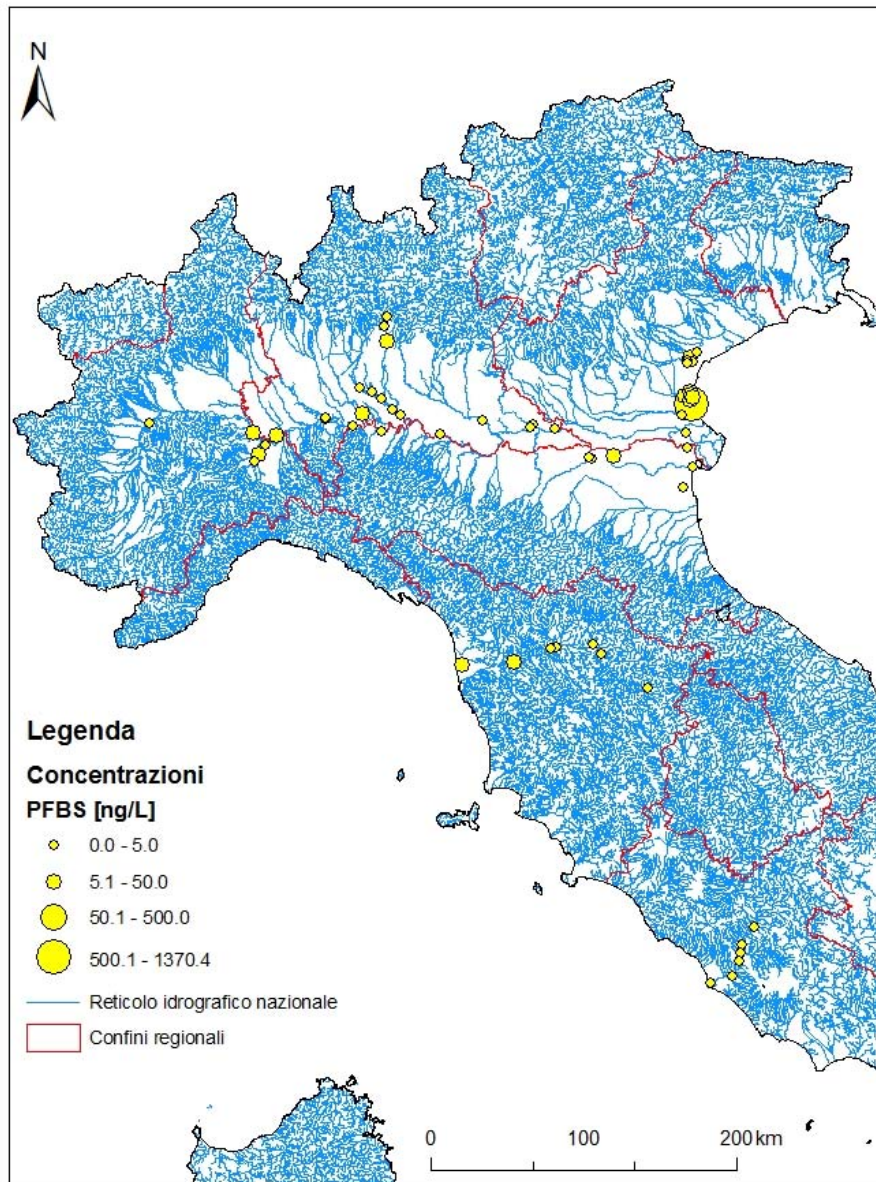 N
Legenda
Concentrazioni
PFBS [ng/L]
0.0 - 5.0
5.1 - 50.0
50.1 - 500.0
500.1 - 1370.4
Reticolo idrografico nazionale
Confini regionali
0 100 200 km